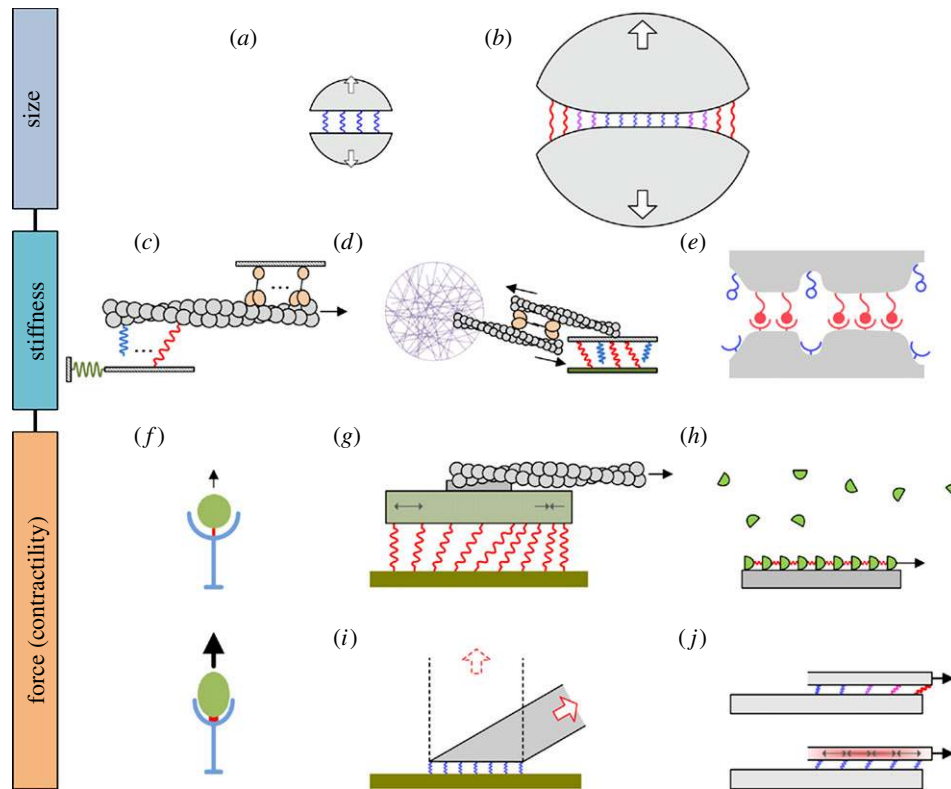 (a)
(b)
size
(c)
(d)
(e)
...
...
stiffness
(f)
(g)
(h)
force (contractility)
(i)
(j)